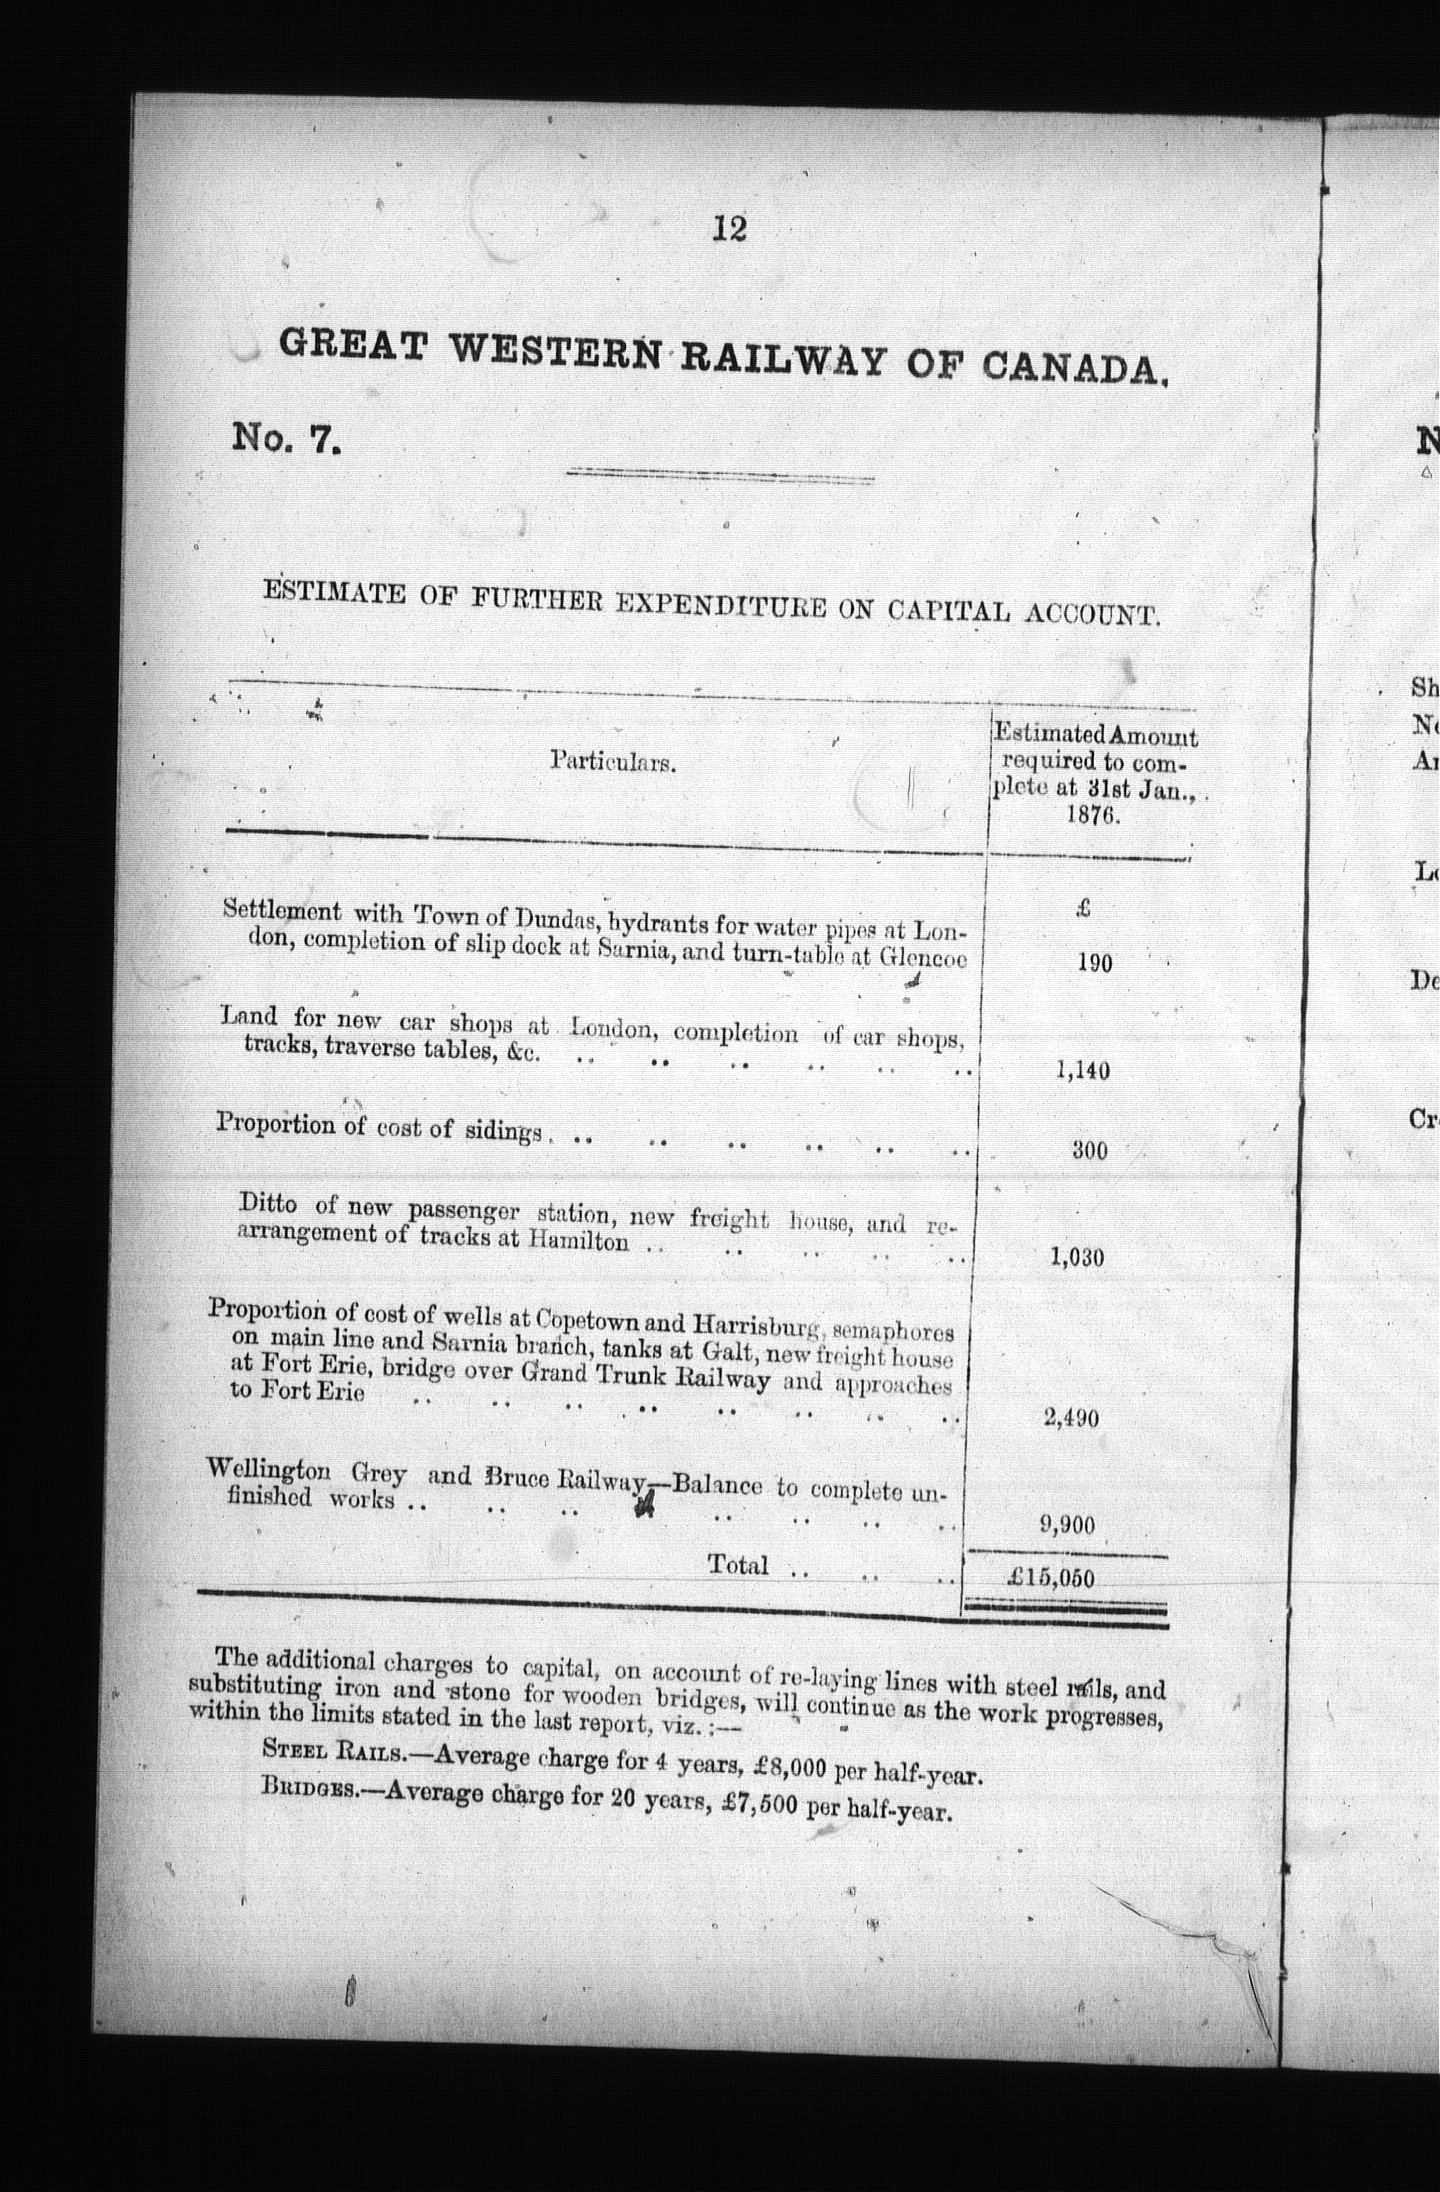 12
GREAT WESTERN RAILWAY OF CANADA.
No. 7.
ESTIMATE OF FURTHER EXPENDITURE ON CAPITAL ACCOUNT.
Particulars.
Estimated Amount
required to com-
plete at 31st Jan.,
1876.
£
Settlement with Town of Dundas, hydrants for water pipes at Lon-
don, completion of slip dock at Sarnia, and turn-table at Glencoe
190
Land for new car shops at London, completion of car shops,
tracks, traverse tables, &c. .. .. .. .. .. ..
1,140
Proportion of cost of sidings. .. .. .. .. .. ..
300
Ditto of new passenger station, new freight house, and re-
arrangement of tracks at Hamilton .. .. .. .. ..
1,030
Proportion of cost of wells at Copetown and Harrisburg, semaphores
on main line and Sarnia branch, tanks at Galt, new freight house
at Fort Erie, bridge over Grand Trunk Railway and approaches
to Fort Erie .. .. .. .. .. .. .. ..
2,490
Wellington Grey and Bruce Railway—Balance to complete un-
finished works .. .. .. .. .. .. ..
9,900
Total .. .. ..
£15,050
The additional charges to capital, on account of re-laying lines with steel rails, and
substituting iron and stone for wooden bridges, will continue as the work progresses,
within the limits stated in the last report, viz. :—
STEEL RAILS.—Average charge for 4 years, £8,000 per half-year.
BRIDGES.—Average charge for 20 years, £7,500 per half-year.
N
Sh
Lo
De
Cr